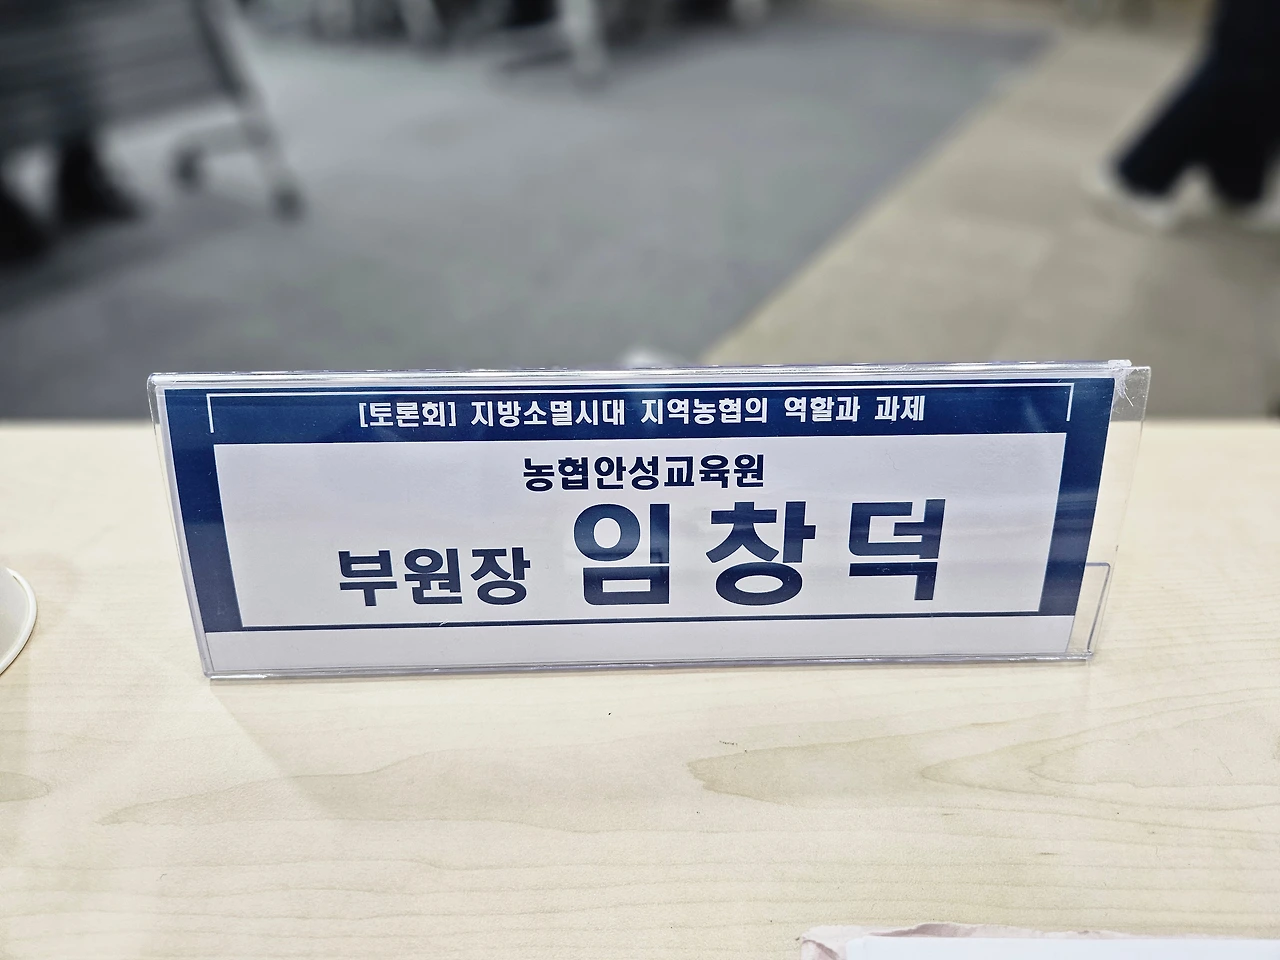 [토론회] 지방소멸시대 지역농협의 역할과 과제
농협안성교육원
부원장 임창덕